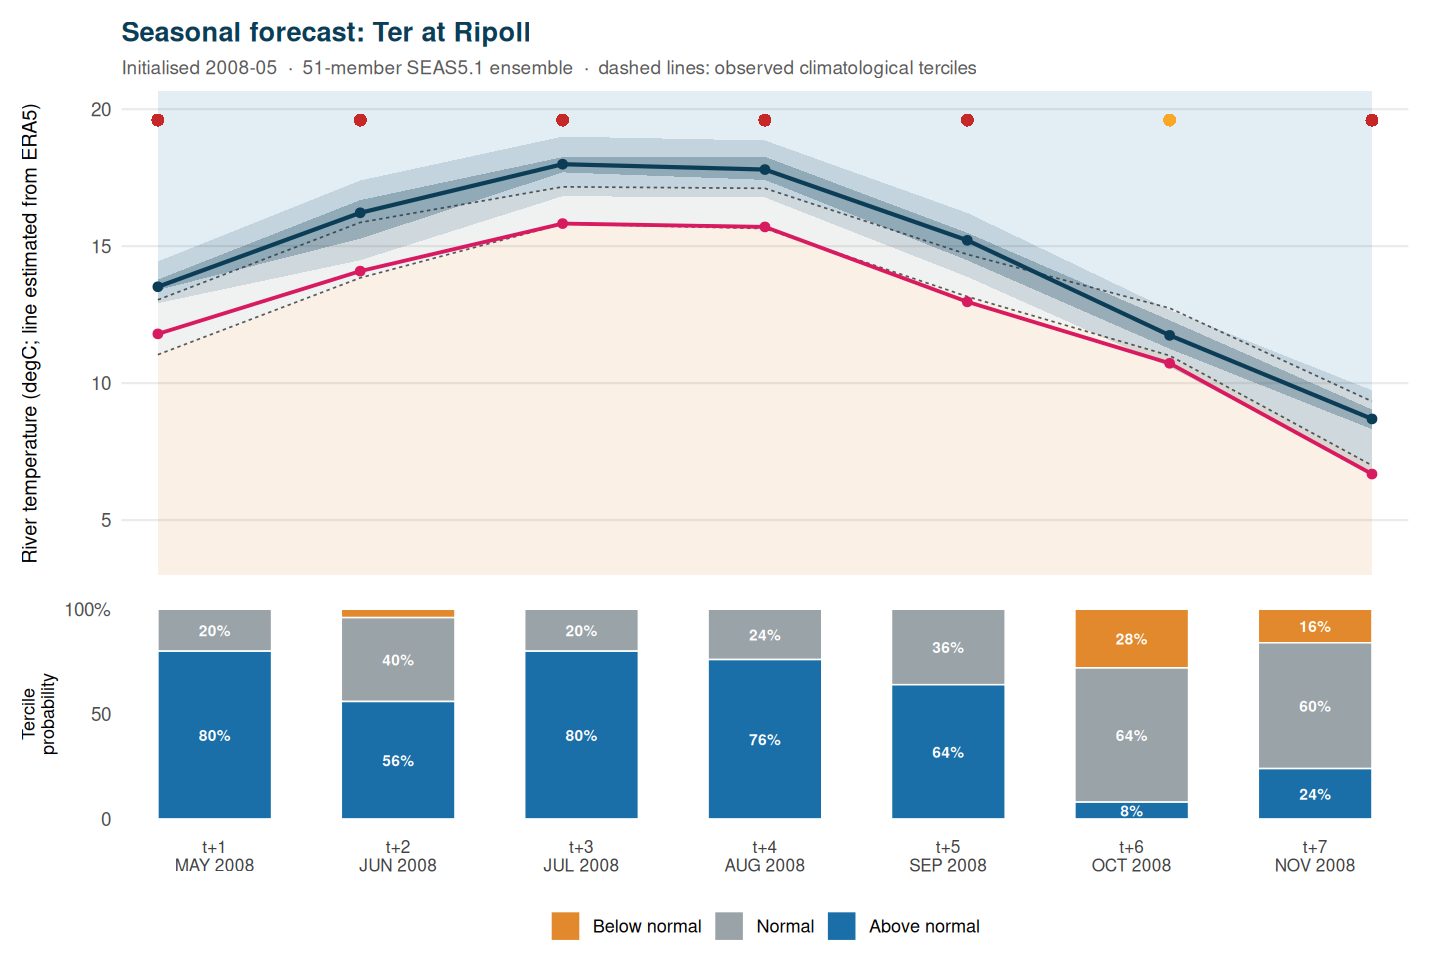 Seasonal forecast: Ter at Ripoll
Initialised 2008-05 · 51-member SEAS5.1 ensemble · dashed lines: observed climatological terciles
River temperature (degC; line estimated from ERA5)
20
15
10
5
Tercile
probability
100%
50
0
20%
80%
40%
56%
20%
80%
24%
76%
36%
64%
28%
64%
8%
16%
60%
24%
t+1
MAY 2008
t+2
JUN 2008
t+3
JUL 2008
t+4
AUG 2008
t+5
SEP 2008
t+6
OCT 2008
t+7
NOV 2008
Below normal
Normal
Above normal